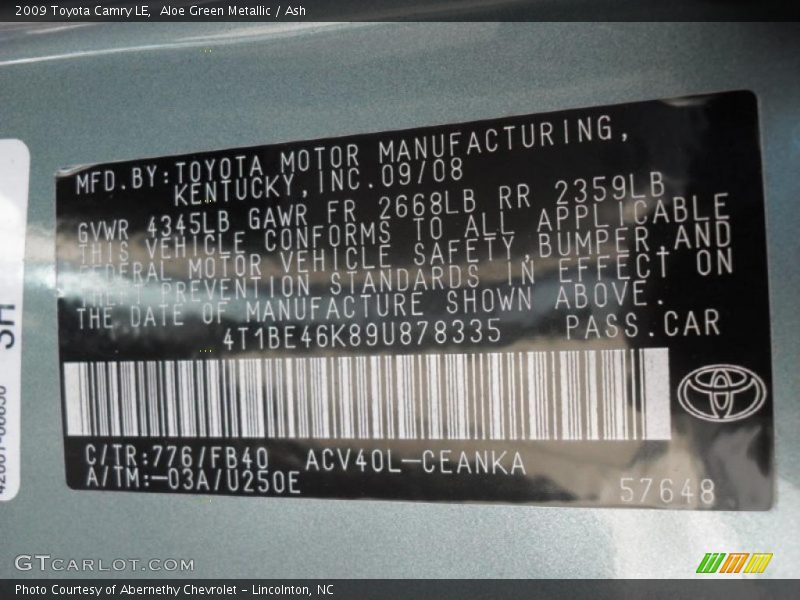 2009 Toyota Camry LE, Aloe Green Metallic / Ash
MFD.BY:TOYOTA MOTOR MANUFACTURING,
KENTUCKY,INC.09/08
GVWR 4345LB GAWR FR 2668LB RR 2359LB
THIS VEHICLE CONFORMS TO ALL APPLICABLE
FEDERAL MOTOR VEHICLE SAFETY,BUMPER,AND
THEFT PREVENTION STANDARDS IN EFFECT ON
THE DATE OF MANUFACTURE SHOWN ABOVE.
4T1BE46K89U878335 PASS.CAR
C/TR:776/FB40 ACV40L-CEANKA
A/TM:-03A/U250E
57648
GTCARLOT.COM
Photo Courtesy of Abernethy Chevrolet - Lincolnton, NC